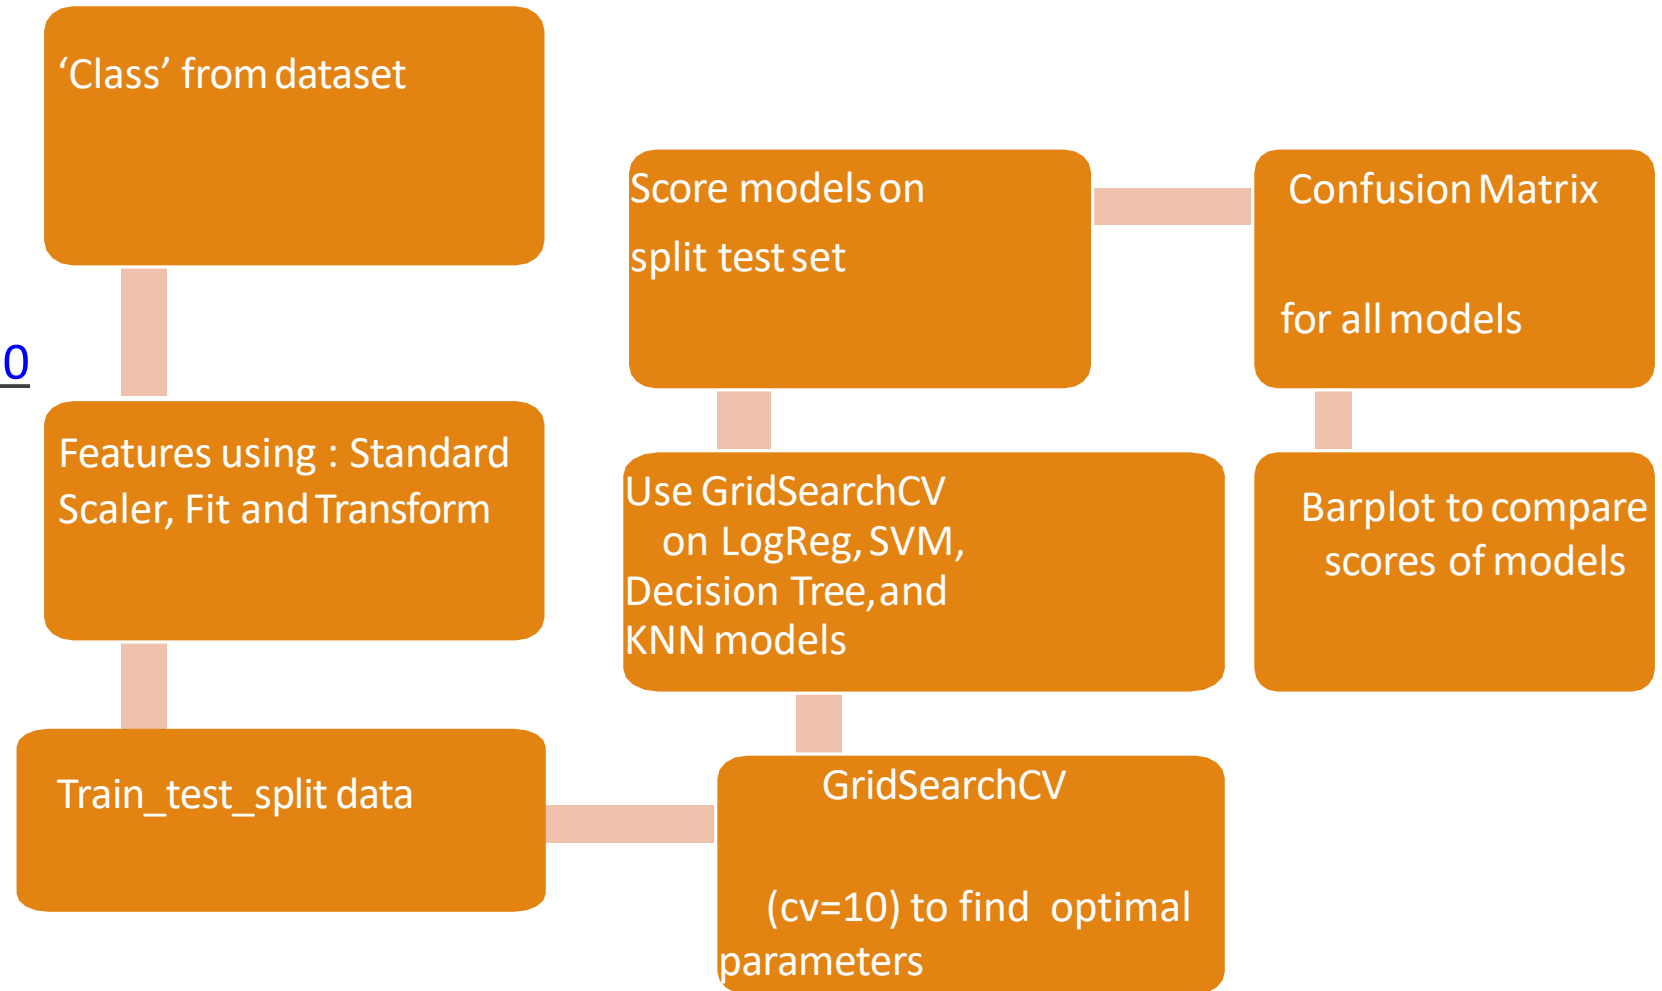 ‘Class’ from dataset
0
Features using : Standard
Scaler, Fit and Transform
Train_test_split data
GridSearchCV
(cv=10) to find optimal
parameters
Use GridSearchCV
on LogReg, SVM,
Decision Tree, and
KNN models
Score models on
split test set
Confusion Matrix
for all models
Barplot to compare
scores of models